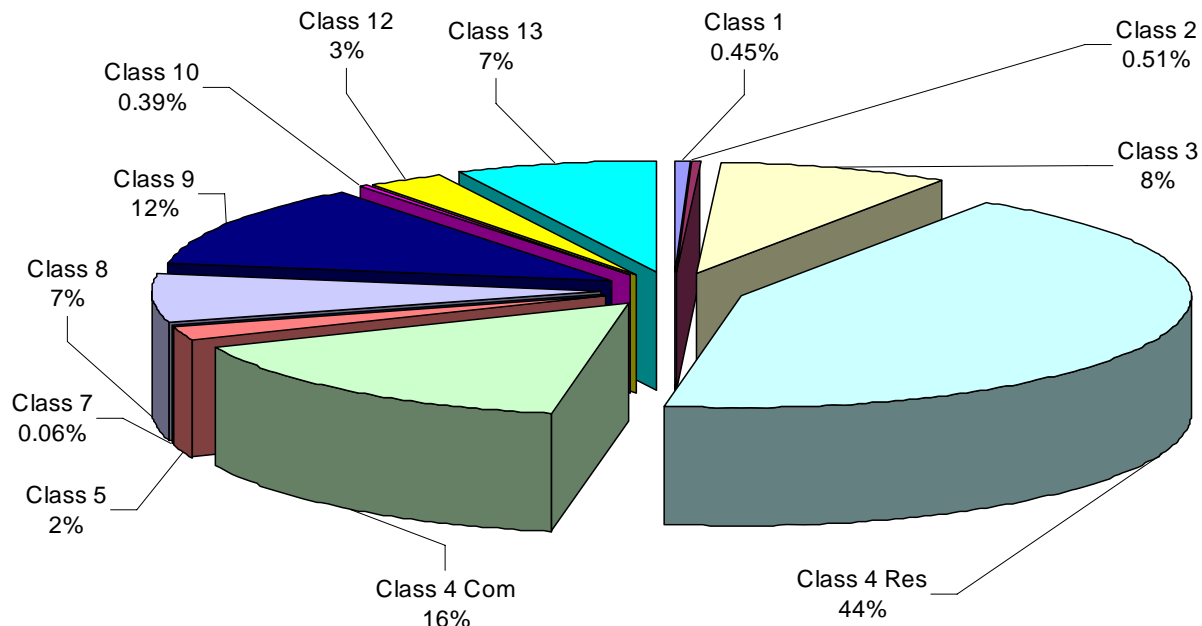 Class 1
0.45%
Class 2
0.51%
Class 3
8%
Class 4 Res
44%
Class 4 Com
16%
Class 5
2%
Class 7
0.06%
Class 8
7%
Class 9
12%
Class 10
0.39%
Class 12
3%
Class 13
7%